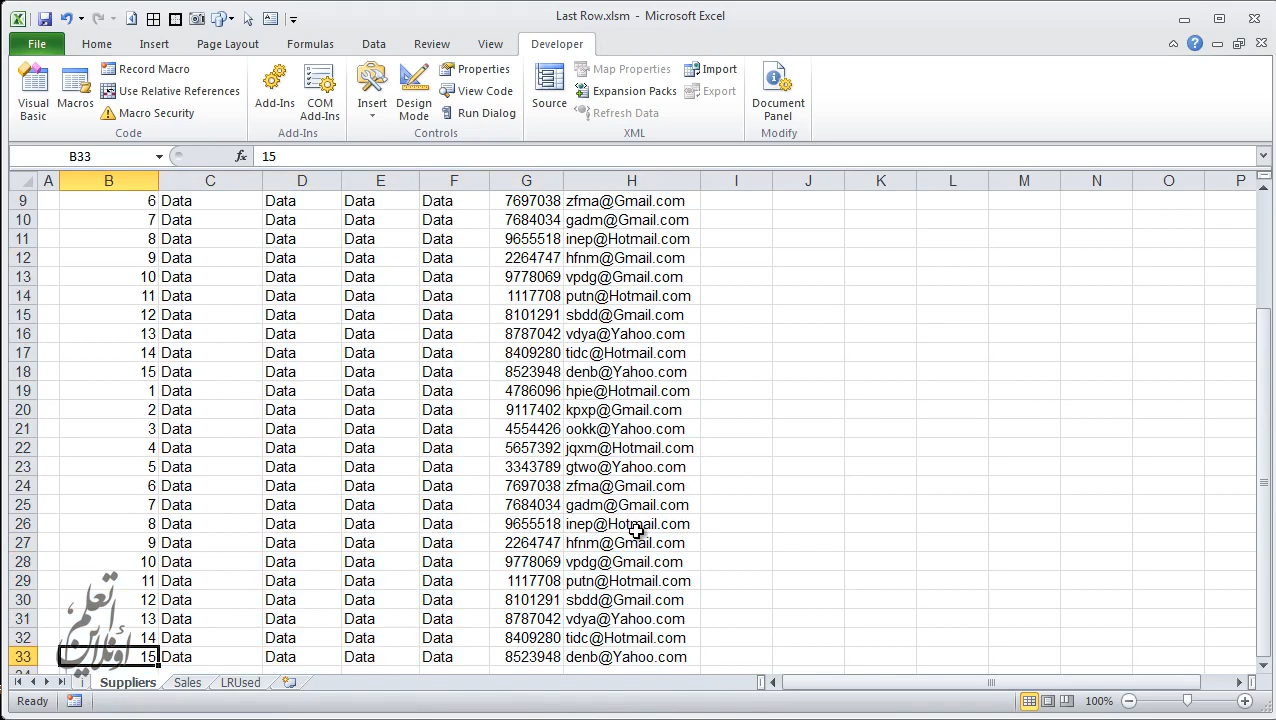 Last Row.xlsm - Microsoft Excel
File Home Insert Page Layout Formulas Data Review View Developer
Visual Basic
Macros
Record Macro
Use Relative References
Macro Security
Code
Add-Ins
COM Add-Ins
Add-Ins
Insert
Design Mode
Properties
View Code
Run Dialog
Controls
Source
Map Properties
Expansion Packs
Refresh Data
Import
Export
XML
Document Panel
Modify
B33 fx 15
A B C D E F G H I J K L M N O P
9 6 Data Data Data Data 7697038 zfma@Gmail.com
10 7 Data Data Data Data 7684034 gadm@Gmail.com
11 8 Data Data Data Data 9655518 inep@Hotmail.com
12 9 Data Data Data Data 2264747 hfnm@Gmail.com
13 10 Data Data Data Data 9778069 vpdg@Gmail.com
14 11 Data Data Data Data 1117708 putn@Hotmail.com
15 12 Data Data Data Data 8101291 sbdd@Gmail.com
16 13 Data Data Data Data 8787042 vdya@Yahoo.com
17 14 Data Data Data Data 8409280 tidc@Hotmail.com
18 15 Data Data Data Data 8523948 denb@Yahoo.com
19 1 Data Data Data Data 4786096 hpie@Hotmail.com
20 2 Data Data Data Data 9117402 kpxp@Gmail.com
21 3 Data Data Data Data 4554426 ookk@Yahoo.com
22 4 Data Data Data Data 5657392 jqxm@Hotmail.com
23 5 Data Data Data Data 3343789 gtwo@Yahoo.com
24 6 Data Data Data Data 7697038 zfma@Gmail.com
25 7 Data Data Data Data 7684034 gadm@Gmail.com
26 8 Data Data Data Data 9655518 inep@Hotmail.com
27 9 Data Data Data Data 2264747 hfnm@Gmail.com
28 10 Data Data Data Data 9778069 vpdg@Gmail.com
29 11 Data Data Data Data 1117708 putn@Hotmail.com
30 12 Data Data Data Data 8101291 sbdd@Gmail.com
31 13 Data Data Data Data 8787042 vdya@Yahoo.com
32 14 Data Data Data Data 8409280 tidc@Hotmail.com
33 15 Data Data Data Data 8523948 denb@Yahoo.com
أتعلم
أونلاين
Suppliers Sales LRUsed
Ready 100%